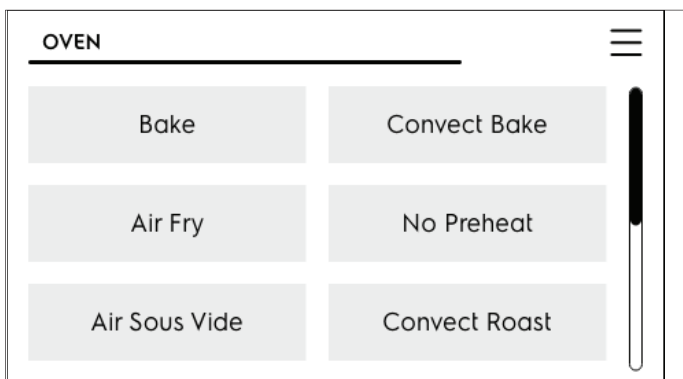 OVEN
Bake
Convect Bake
Air Fry
No Preheat
Air Sous Vide
Convect Roast